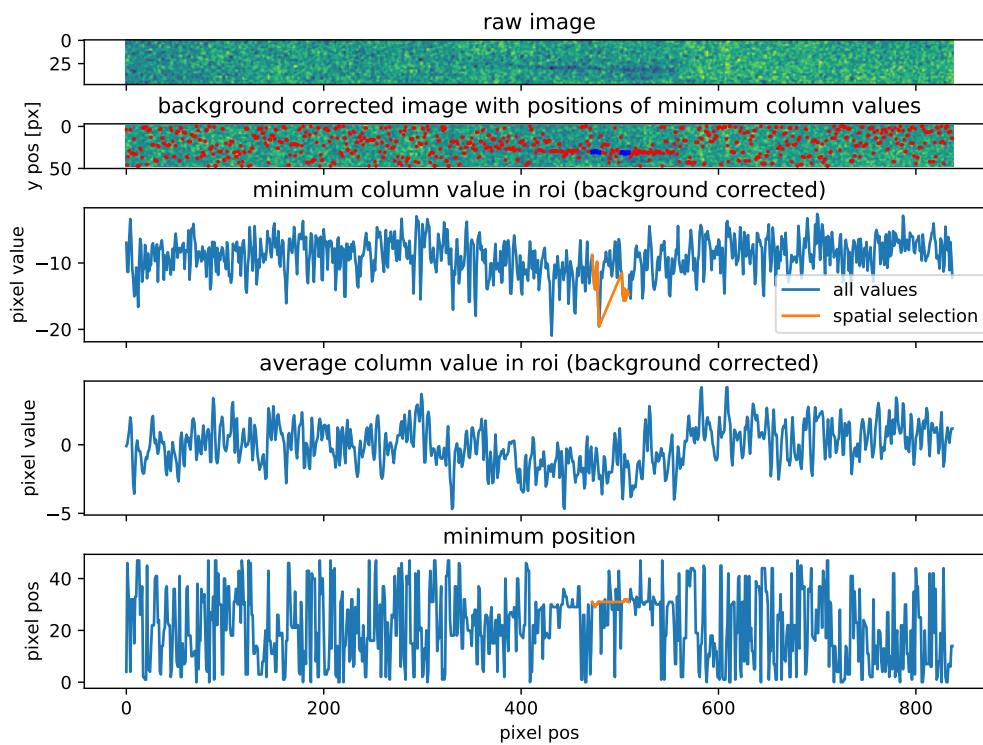 raw image
0
25
background corrected image with positions of minimum column values
0
50
y pos [px]
minimum column value in roi (background corrected)
−10
−20
pixel value
all values
spatial selection
average column value in roi (background corrected)
0
−5
pixel value
minimum position
40
20
0
pixel pos
0 200 400 600 800
pixel pos